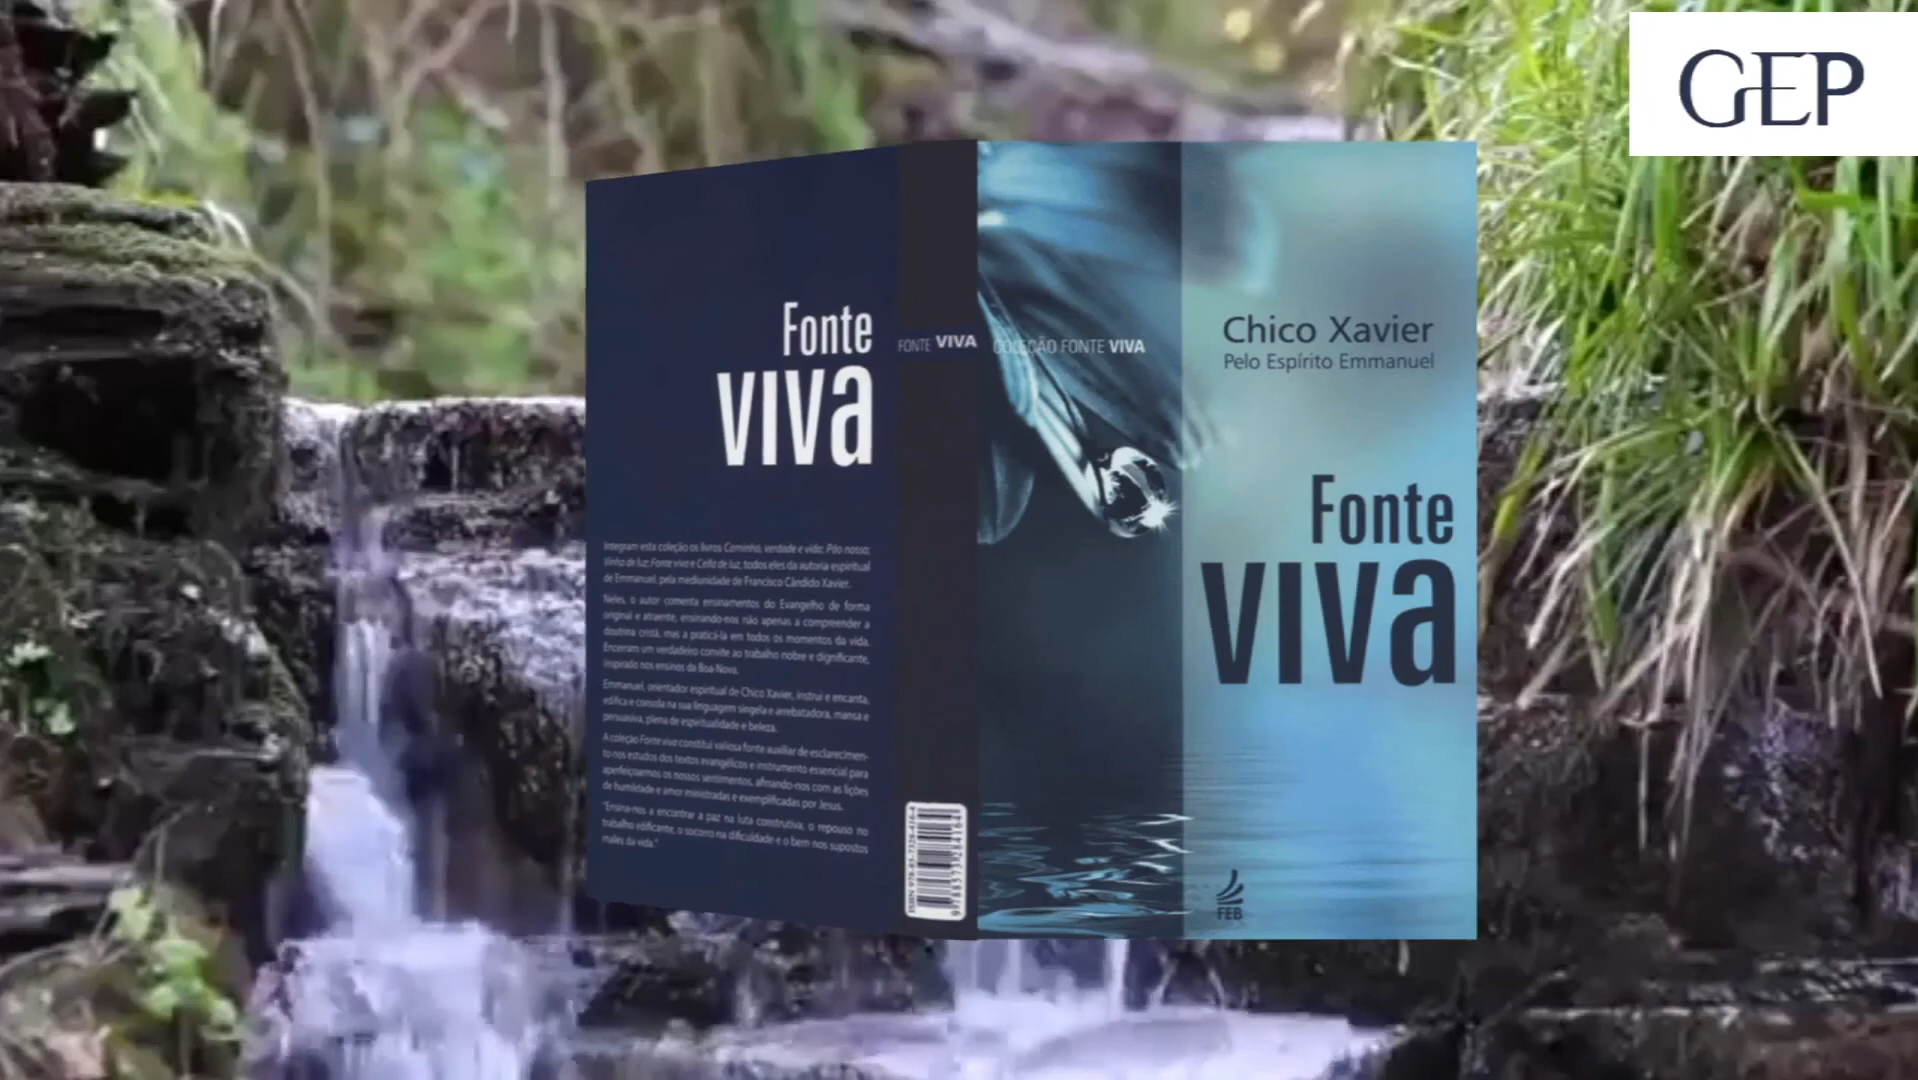 GEP
Fonte
viva
Integram esta coleção os livros Caminho, verdade e vida; Pão nosso;
Vinha de luz; Fonte viva e Ceifa de luz, todos eles da autoria espiritual
de Emmanuel, pela mediunidade de Francisco Cândido Xavier.
Neles, o autor comenta ensinamentos do Evangelho de forma
original e atraente, ensinando-nos não apenas a compreender a
doutrina cristã, mas a praticá-la em todos os momentos da vida.
Encerram um verdadeiro convite ao trabalho nobre e dignificante,
inspirado nos ensinos da Boa-Nova.
Emmanuel, orientador espiritual de Chico Xavier, instrui e encanta,
edifica e consola na sua linguagem singela e arrebatadora, mansa e
persuasiva, plena de espiritualidade e beleza.
A coleção Fonte viva constitui valiosa fonte auxiliar de esclarecimen-
to nos estudos dos textos evangélicos e instrumento essencial para
aperfeiçoarmos os nossos sentimentos, afinando-nos com as lições
de humildade e amor ministradas e exemplificadas por Jesus.
"Ensina-nos a encontrar a paz na luta construtiva, o repouso no
trabalho edificante, o socorro na dificuldade e o bem nos supostos
males da vida."
FONTE VIVA
ISBN 978-85-7328-416-4
9788573284164
COLEÇÃO FONTE VIVA
Chico Xavier
Pelo Espírito Emmanuel
Fonte
viva
FEB